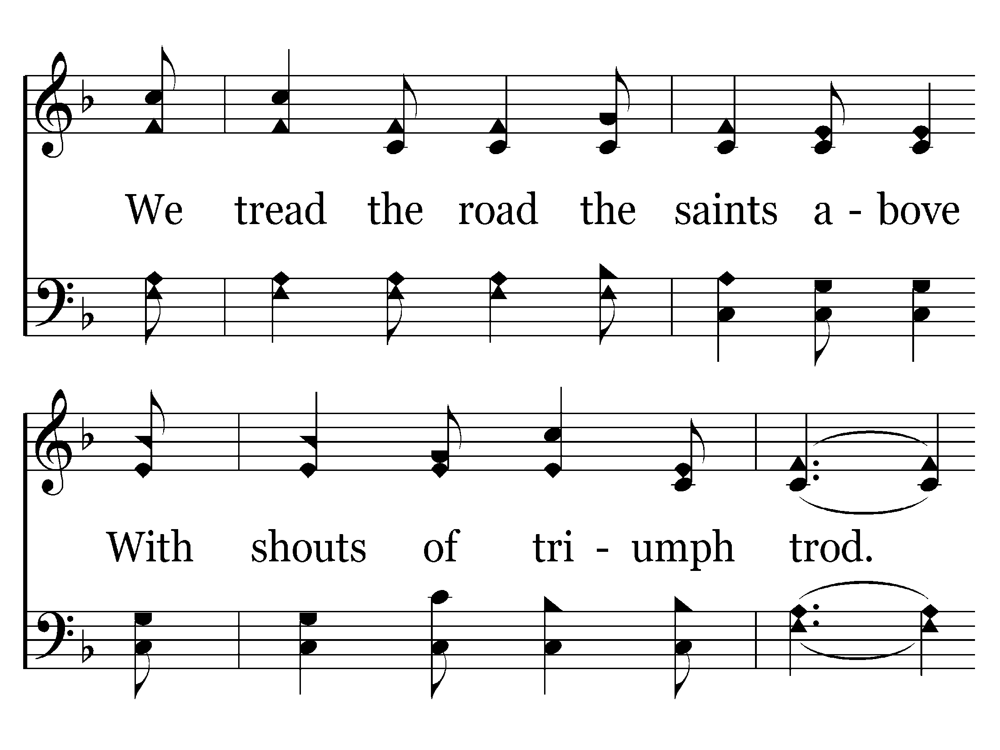 We tread the road the saints a - bove
With shouts of tri - umph trod.